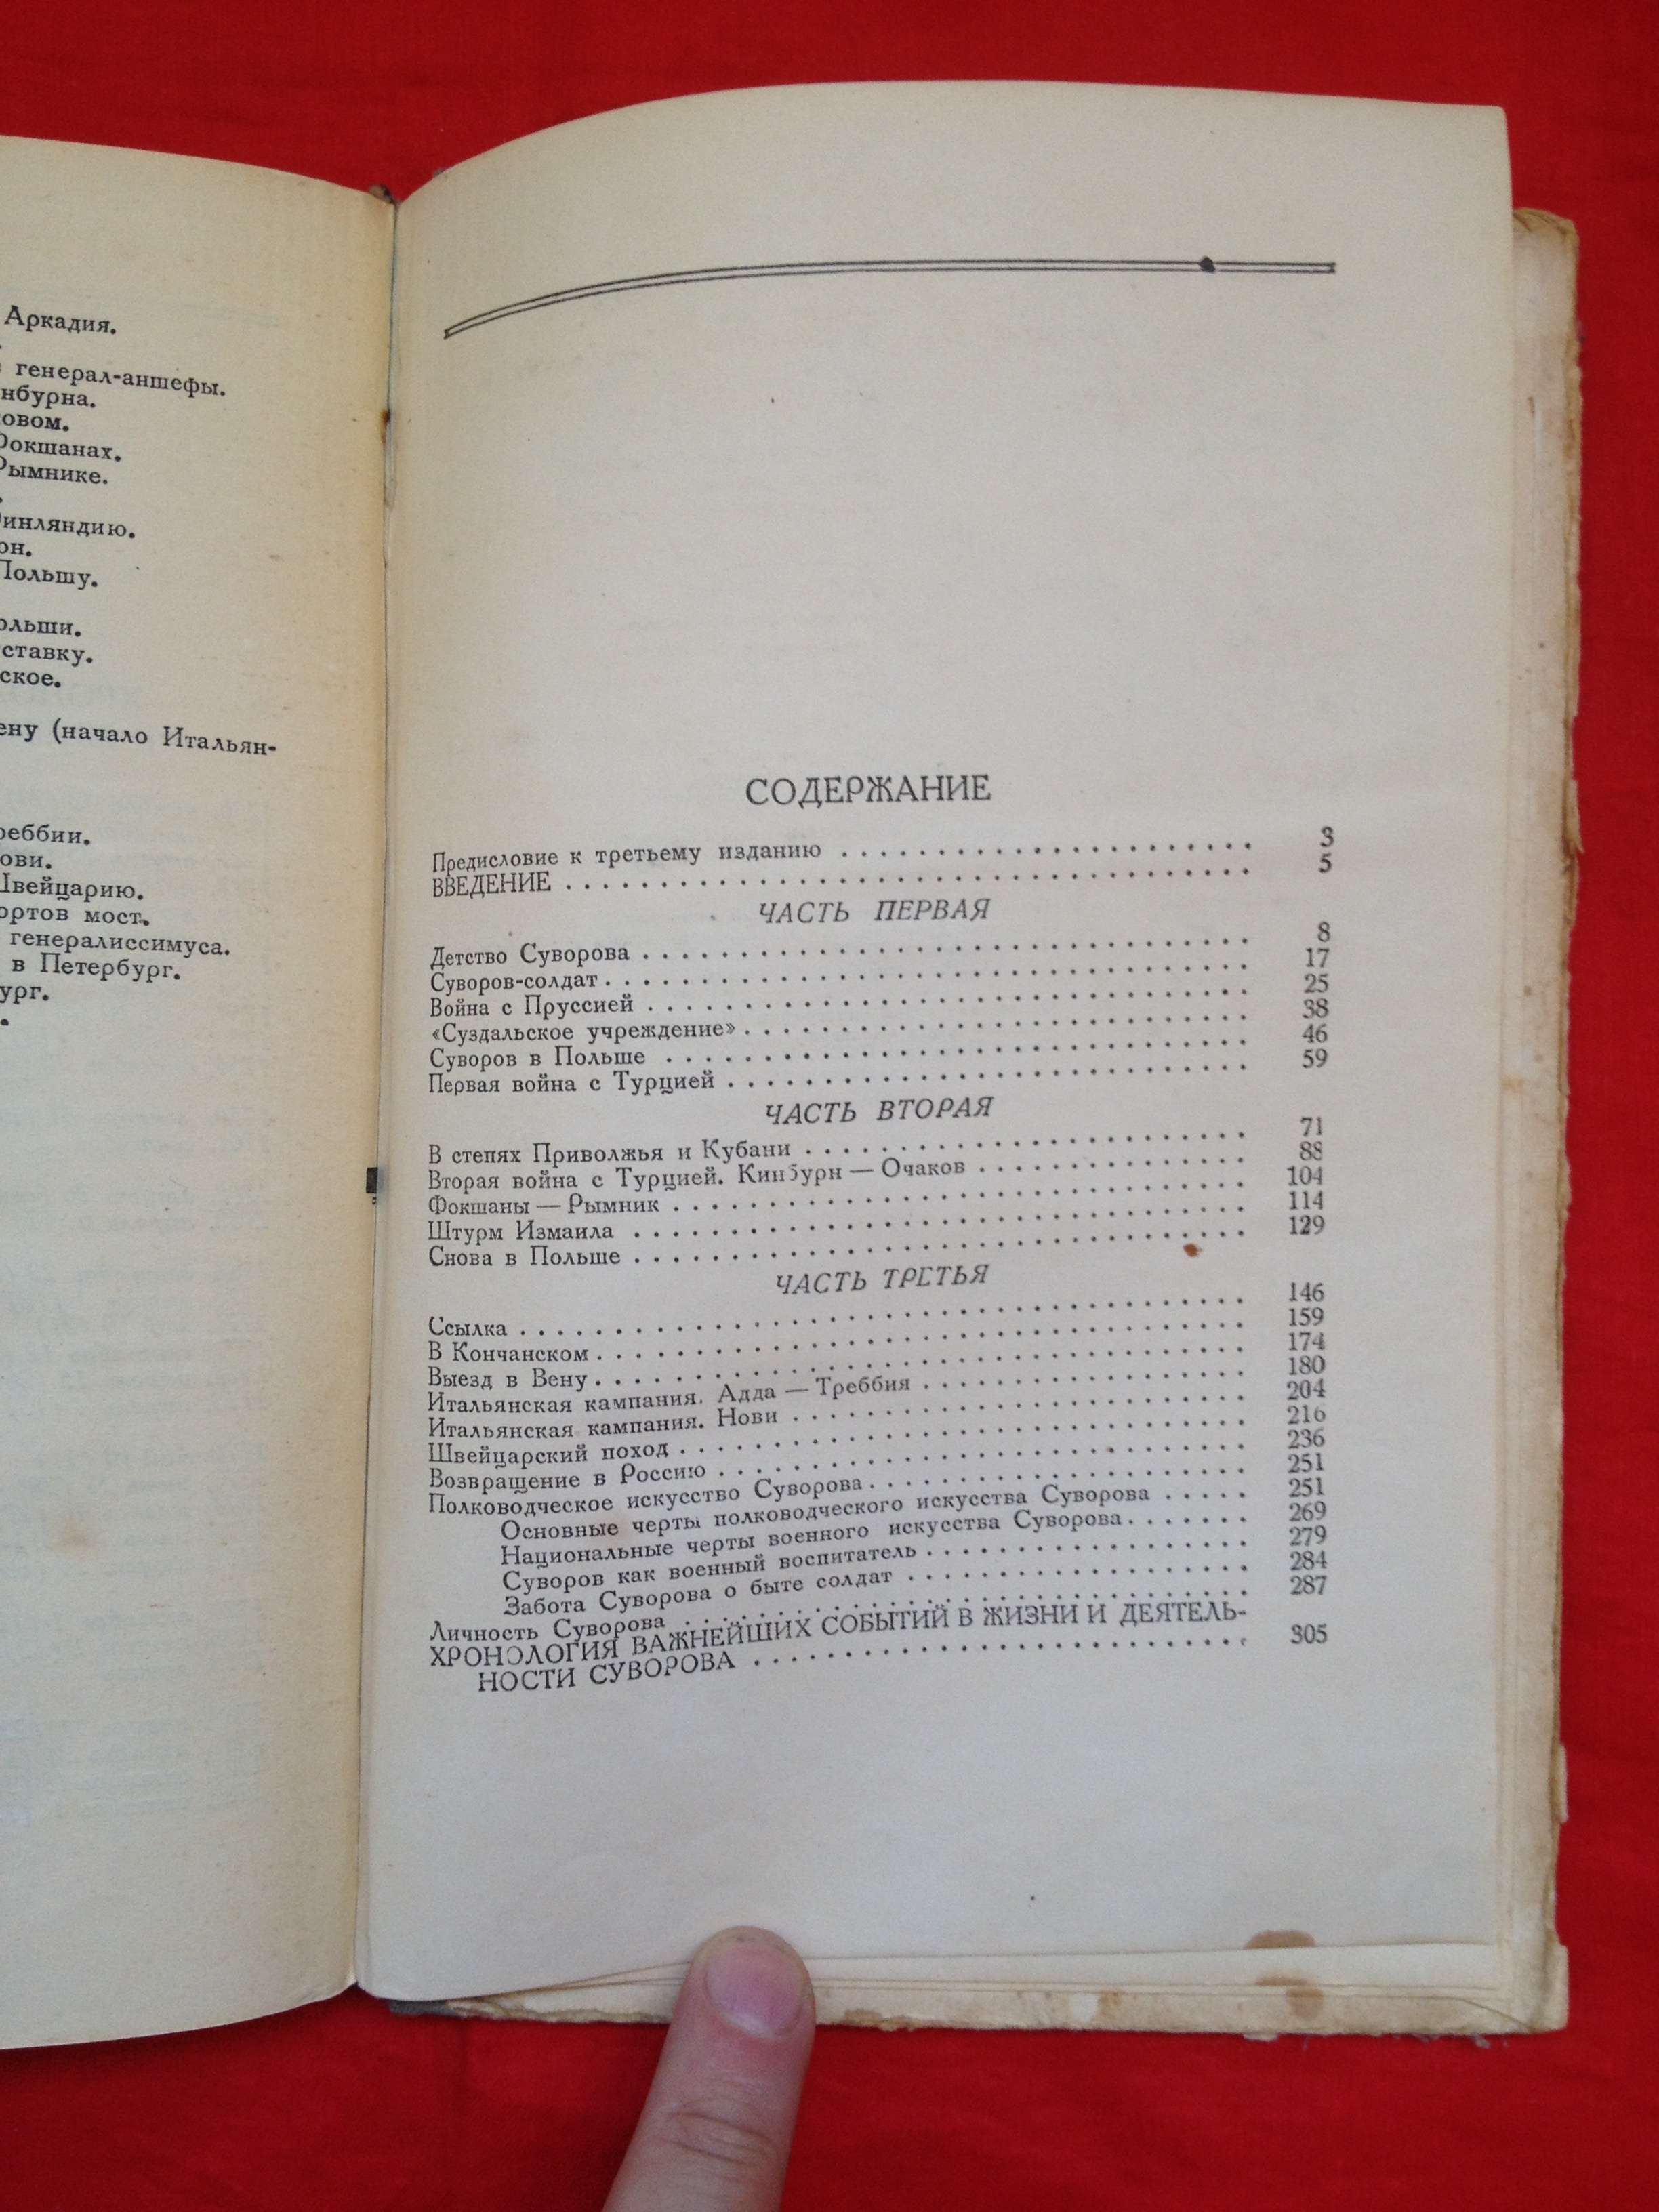 Аркадия.
генерал-аншефы.
нбурна.
овом.
Фокшанах.
Рымнике.
инляндию.
он.
Польшу.
ольши.
ставку.
ское.
ену (начало Итальян-
реббии.
ови.
Швейцарию.
ортов мост.
генералиссимуса.
в Петербург.
ург.
СОДЕРЖАНИЕ
Предисловие к третьему изданию . . . . . . . . . . . . . . . . 3
ВВЕДЕНИЕ . . . . . . . . . . . . . . . . . . . . . . . . . . . 5
ЧАСТЬ ПЕРВАЯ
Детство Суворова . . . . . . . . . . . . . . . . . . . . . . . 8
Суворов-солдат . . . . . . . . . . . . . . . . . . . . . . . . 17
Война с Пруссией . . . . . . . . . . . . . . . . . . . . . . . 25
«Суздальское учреждение» . . . . . . . . . . . . . . . . . . . 38
Суворов в Польше . . . . . . . . . . . . . . . . . . . . . . . 46
Первая война с Турцией . . . . . . . . . . . . . . . . . . . . 59
ЧАСТЬ ВТОРАЯ
В степях Приволжья и Кубани . . . . . . . . . . . . . . . . . 71
Вторая война с Турцией. Кинбурн — Очаков . . . . . . . . . . . 88
Фокшаны — Рымник . . . . . . . . . . . . . . . . . . . . . . . 104
Штурм Измаила . . . . . . . . . . . . . . . . . . . . . . . . 114
Снова в Польше . . . . . . . . . . . . . . . . . . . . . . . . 129
ЧАСТЬ ТРЕТЬЯ
Ссылка . . . . . . . . . . . . . . . . . . . . . . . . . . . . 146
В Кончанском . . . . . . . . . . . . . . . . . . . . . . . . . 159
Выезд в Вену . . . . . . . . . . . . . . . . . . . . . . . . . 174
Итальянская кампания. Адда — Треббия . . . . . . . . . . . . . 180
Итальянская кампания. Нови . . . . . . . . . . . . . . . . . . 204
Швейцарский поход . . . . . . . . . . . . . . . . . . . . . . 216
Возвращение в Россию . . . . . . . . . . . . . . . . . . . . . 236
Полководческое искусство Суворова . . . . . . . . . . . . . . 251
Основные черты полководческого искусства Суворова . . . . . 251
Национальные черты военного искусства Суворова . . . . . . . 269
Суворов как военный воспитатель . . . . . . . . . . . . . . . 279
Забота Суворова о быте солдат . . . . . . . . . . . . . . . . 284
Личность Суворова . . . . . . . . . . . . . . . . . . . . . . 287
ХРОНОЛОГИЯ ВАЖНЕЙШИХ СОБЫТИЙ В ЖИЗНИ И ДЕЯТЕЛЬ-
НОСТИ СУВОРОВА . . . . . . . . . . . . . . . . . . . . . . . . 305